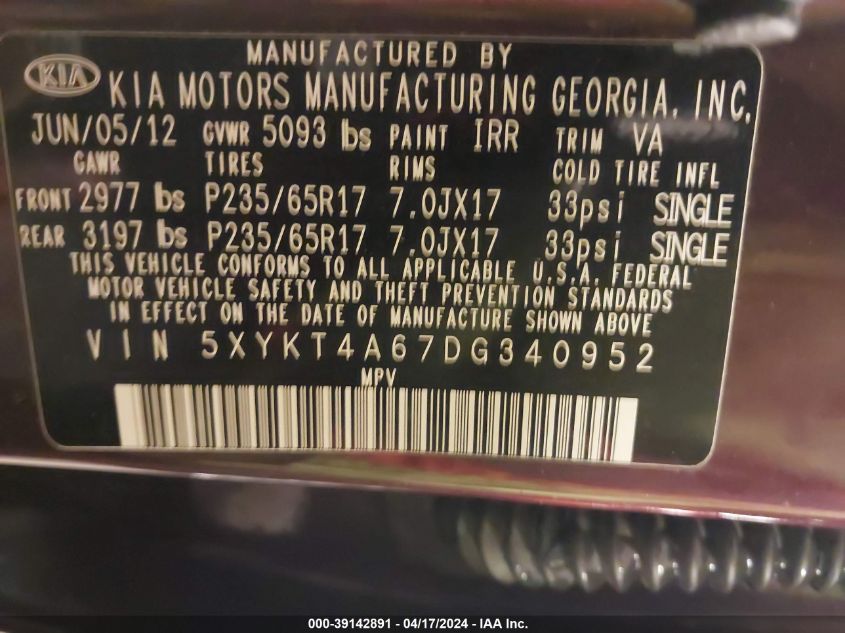 MANUFACTURED BY
KIA KIA MOTORS MANUFACTURING GEORGIA, INC.
JUN/05/12 GVWR 5093 lbs PAINT IRR TRIM VA
GAWR TIRES RIMS COLD TIRE INFL
FRONT 2977 lbs P235/65R17 7.0JX17 33psi SINGLE
REAR 3197 lbs P235/65R17 7.0JX17 33psi SINGLE
THIS VEHICLE CONFORMS TO ALL APPLICABLE U.S.A. FEDERAL
MOTOR VEHICLE SAFETY AND THEFT PREVENTION STANDARDS
IN EFFECT ON THE DATE OF MANUFACTURE SHOWN ABOVE
VIN 5XYKT4A67DG340952
MPV
000-39142891 - 04/17/2024 - IAA Inc.